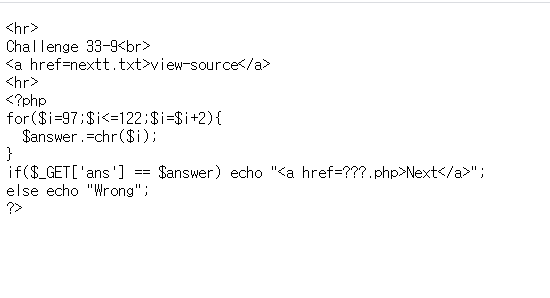 <hr>
Challenge 33-9<br>
<a href=nextt.txt>view-source</a>
<hr>
<?php
for($i=97;$i<=122;$i=$i+2){
  $answer.=chr($i);
}
if($_GET['ans'] == $answer) echo "<a href=???.php>Next</a>";
else echo "Wrong";
?>